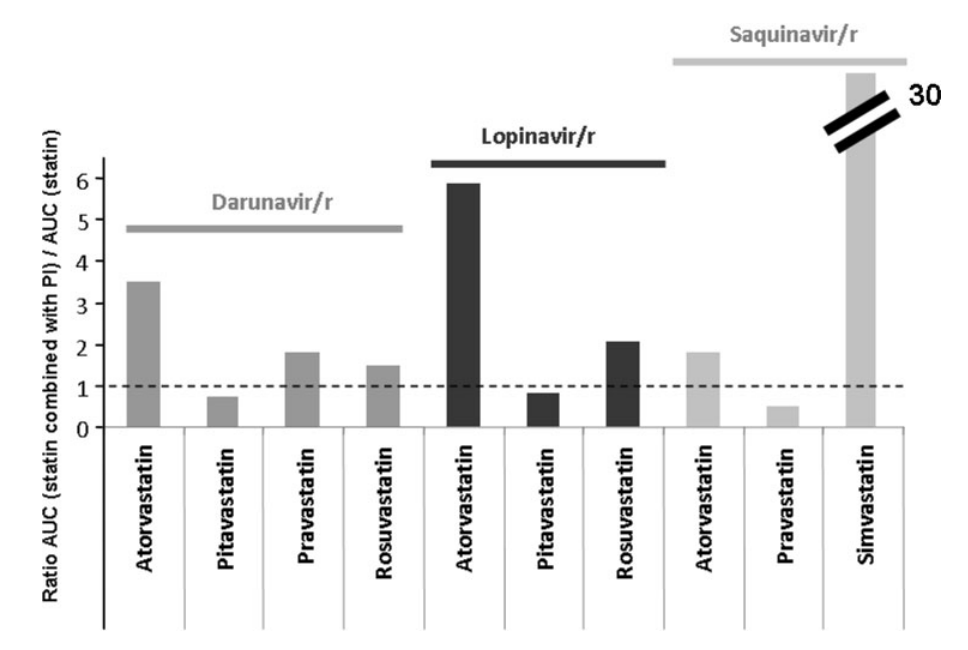 Saquinavir/r
30
Lopinavir/r
Darunavir/r
Ratio AUC (statin combined with PI) / AUC (statin)
6
5
4
3
2
1
0
Atorvastatin
Pitavastatin
Pravastatin
Rosuvastatin
Atorvastatin
Pitavastatin
Rosuvastatin
Atorvastatin
Pravastatin
Simvastatin